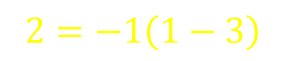 2 = −1(1 − 3)